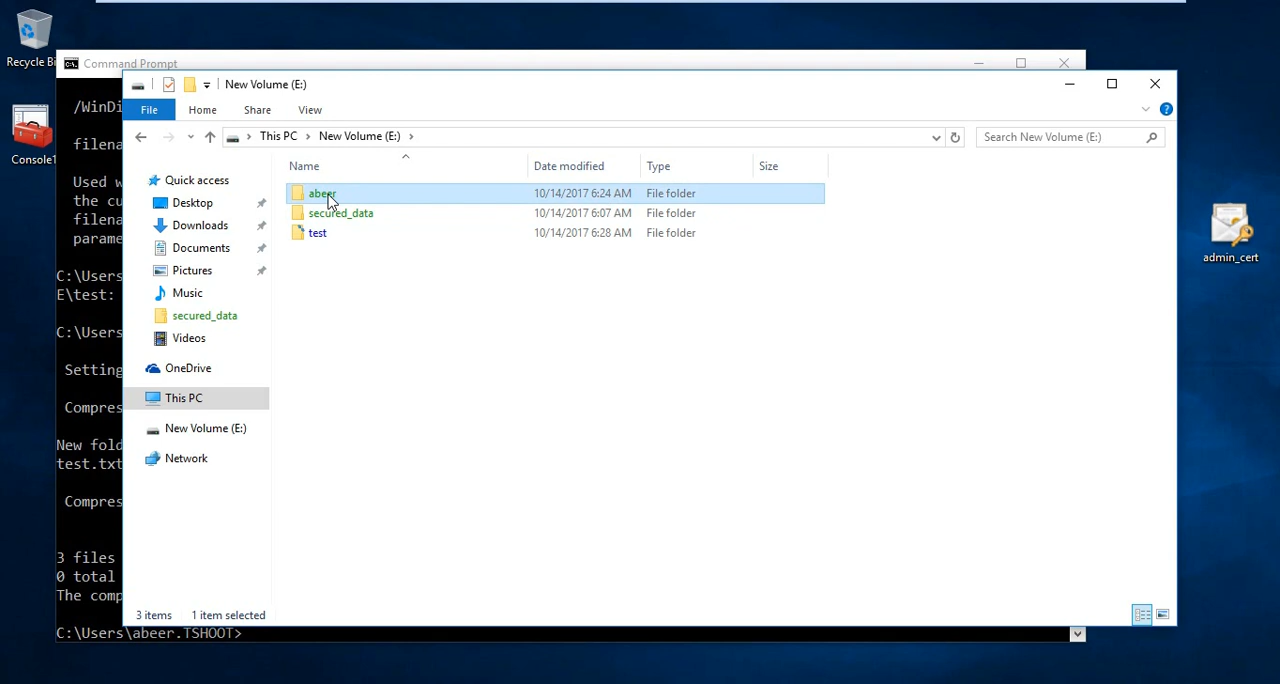 Recycle Bi
Console1
admin_cert
Command Prompt
New Volume (E:)
File
Home
Share
View
This PC
New Volume (E:)
Search New Volume (E:)
Quick access
Desktop
Downloads
Documents
Pictures
Music
secured_data
Videos
OneDrive
This PC
New Volume (E:)
Network
Name
Date modified
Type
Size
abeer 10/14/2017 6:24 AM File folder
secured_data 10/14/2017 6:07 AM File folder
test 10/14/2017 6:28 AM File folder
3 items
1 item selected
/WinDi
filena
Used w
the cu
filena
parame
C:\Users
E\test:
C:\Users
Setting
Compres
New fold
test.txt
Compres
3 files
0 total
The comp
C:\Users\abeer.TSHOOT>